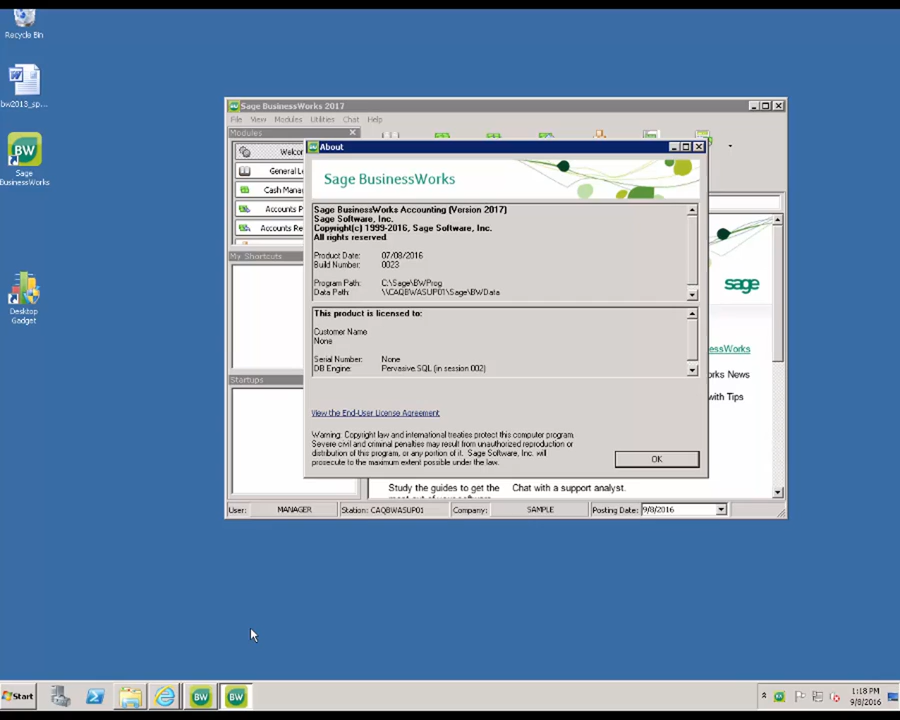 Recycle Bin
bw2013_sp...
BW
Sage
BusinessWorks
Desktop
Gadget
Sage BusinessWorks 2017
File View Modules Utilities Chat Help
Modules
Welco
General L
Cash Mana
Accounts P
Accounts Re
My Shortcuts
Startups
About
Sage BusinessWorks
Sage BusinessWorks Accounting (Version 2017)
Sage Software, Inc.
Copyright(c) 1999-2016, Sage Software, Inc.
All rights reserved.
Product Date: 07/08/2016
Build Number: 0023
Program Path: C:\Sage\BWProg
Data Path: \\CAQBWASUP01\Sage\BWData
This product is licensed to:
Customer Name
None
Serial Number: None
DB Engine: Pervasive.SQL (in session 002)
View the End-User License Agreement
Warning: Copyright law and international treaties protect this computer program.
Severe civil and criminal penalties may result from unauthorized reproduction or
distribution of this program, or any portion of it. Sage Software, Inc. will
prosecute to the maximum extent possible under the law.
OK
sage
essWorks
rks News
with Tips
Study the guides to get the
Chat with a support analyst.
User: MANAGER Station: CAQBWASUP01 Company: SAMPLE Posting Date: 9/8/2016
Start
BW
BW
1:18 PM
9/8/2016